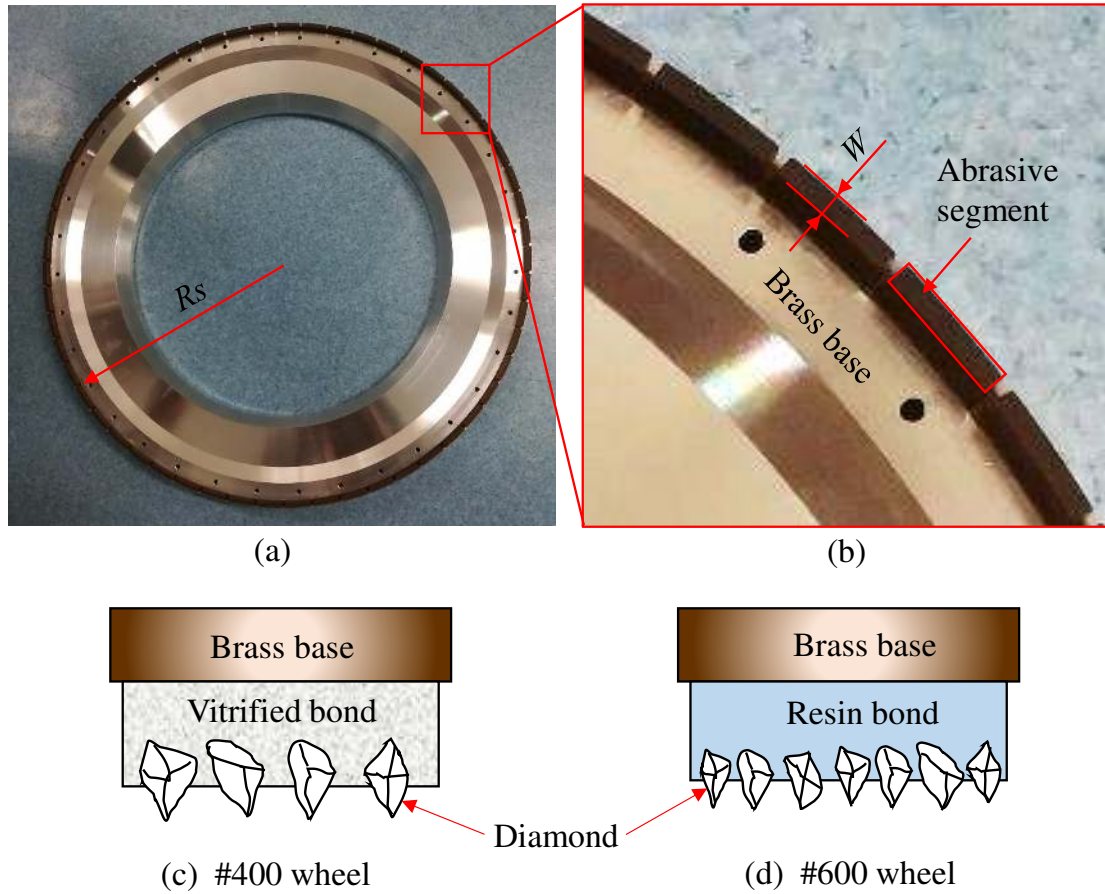 Rs
W
Abrasive
segment
Brass base
(a)
(b)
Brass base
Vitrified bond
Brass base
Resin bond
Diamond
(c) #400 wheel
(d) #600 wheel